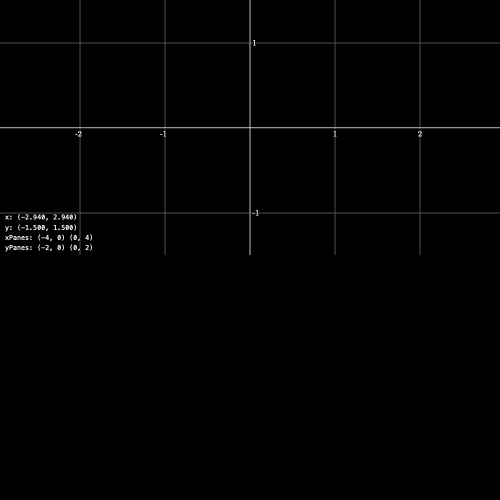 1
-2
-1
1
2
-1
x: (-2.940, 2.940)
y: (-1.500, 1.500)
xPanes: (-4, 0) (0, 4)
yPanes: (-2, 0) (0, 2)